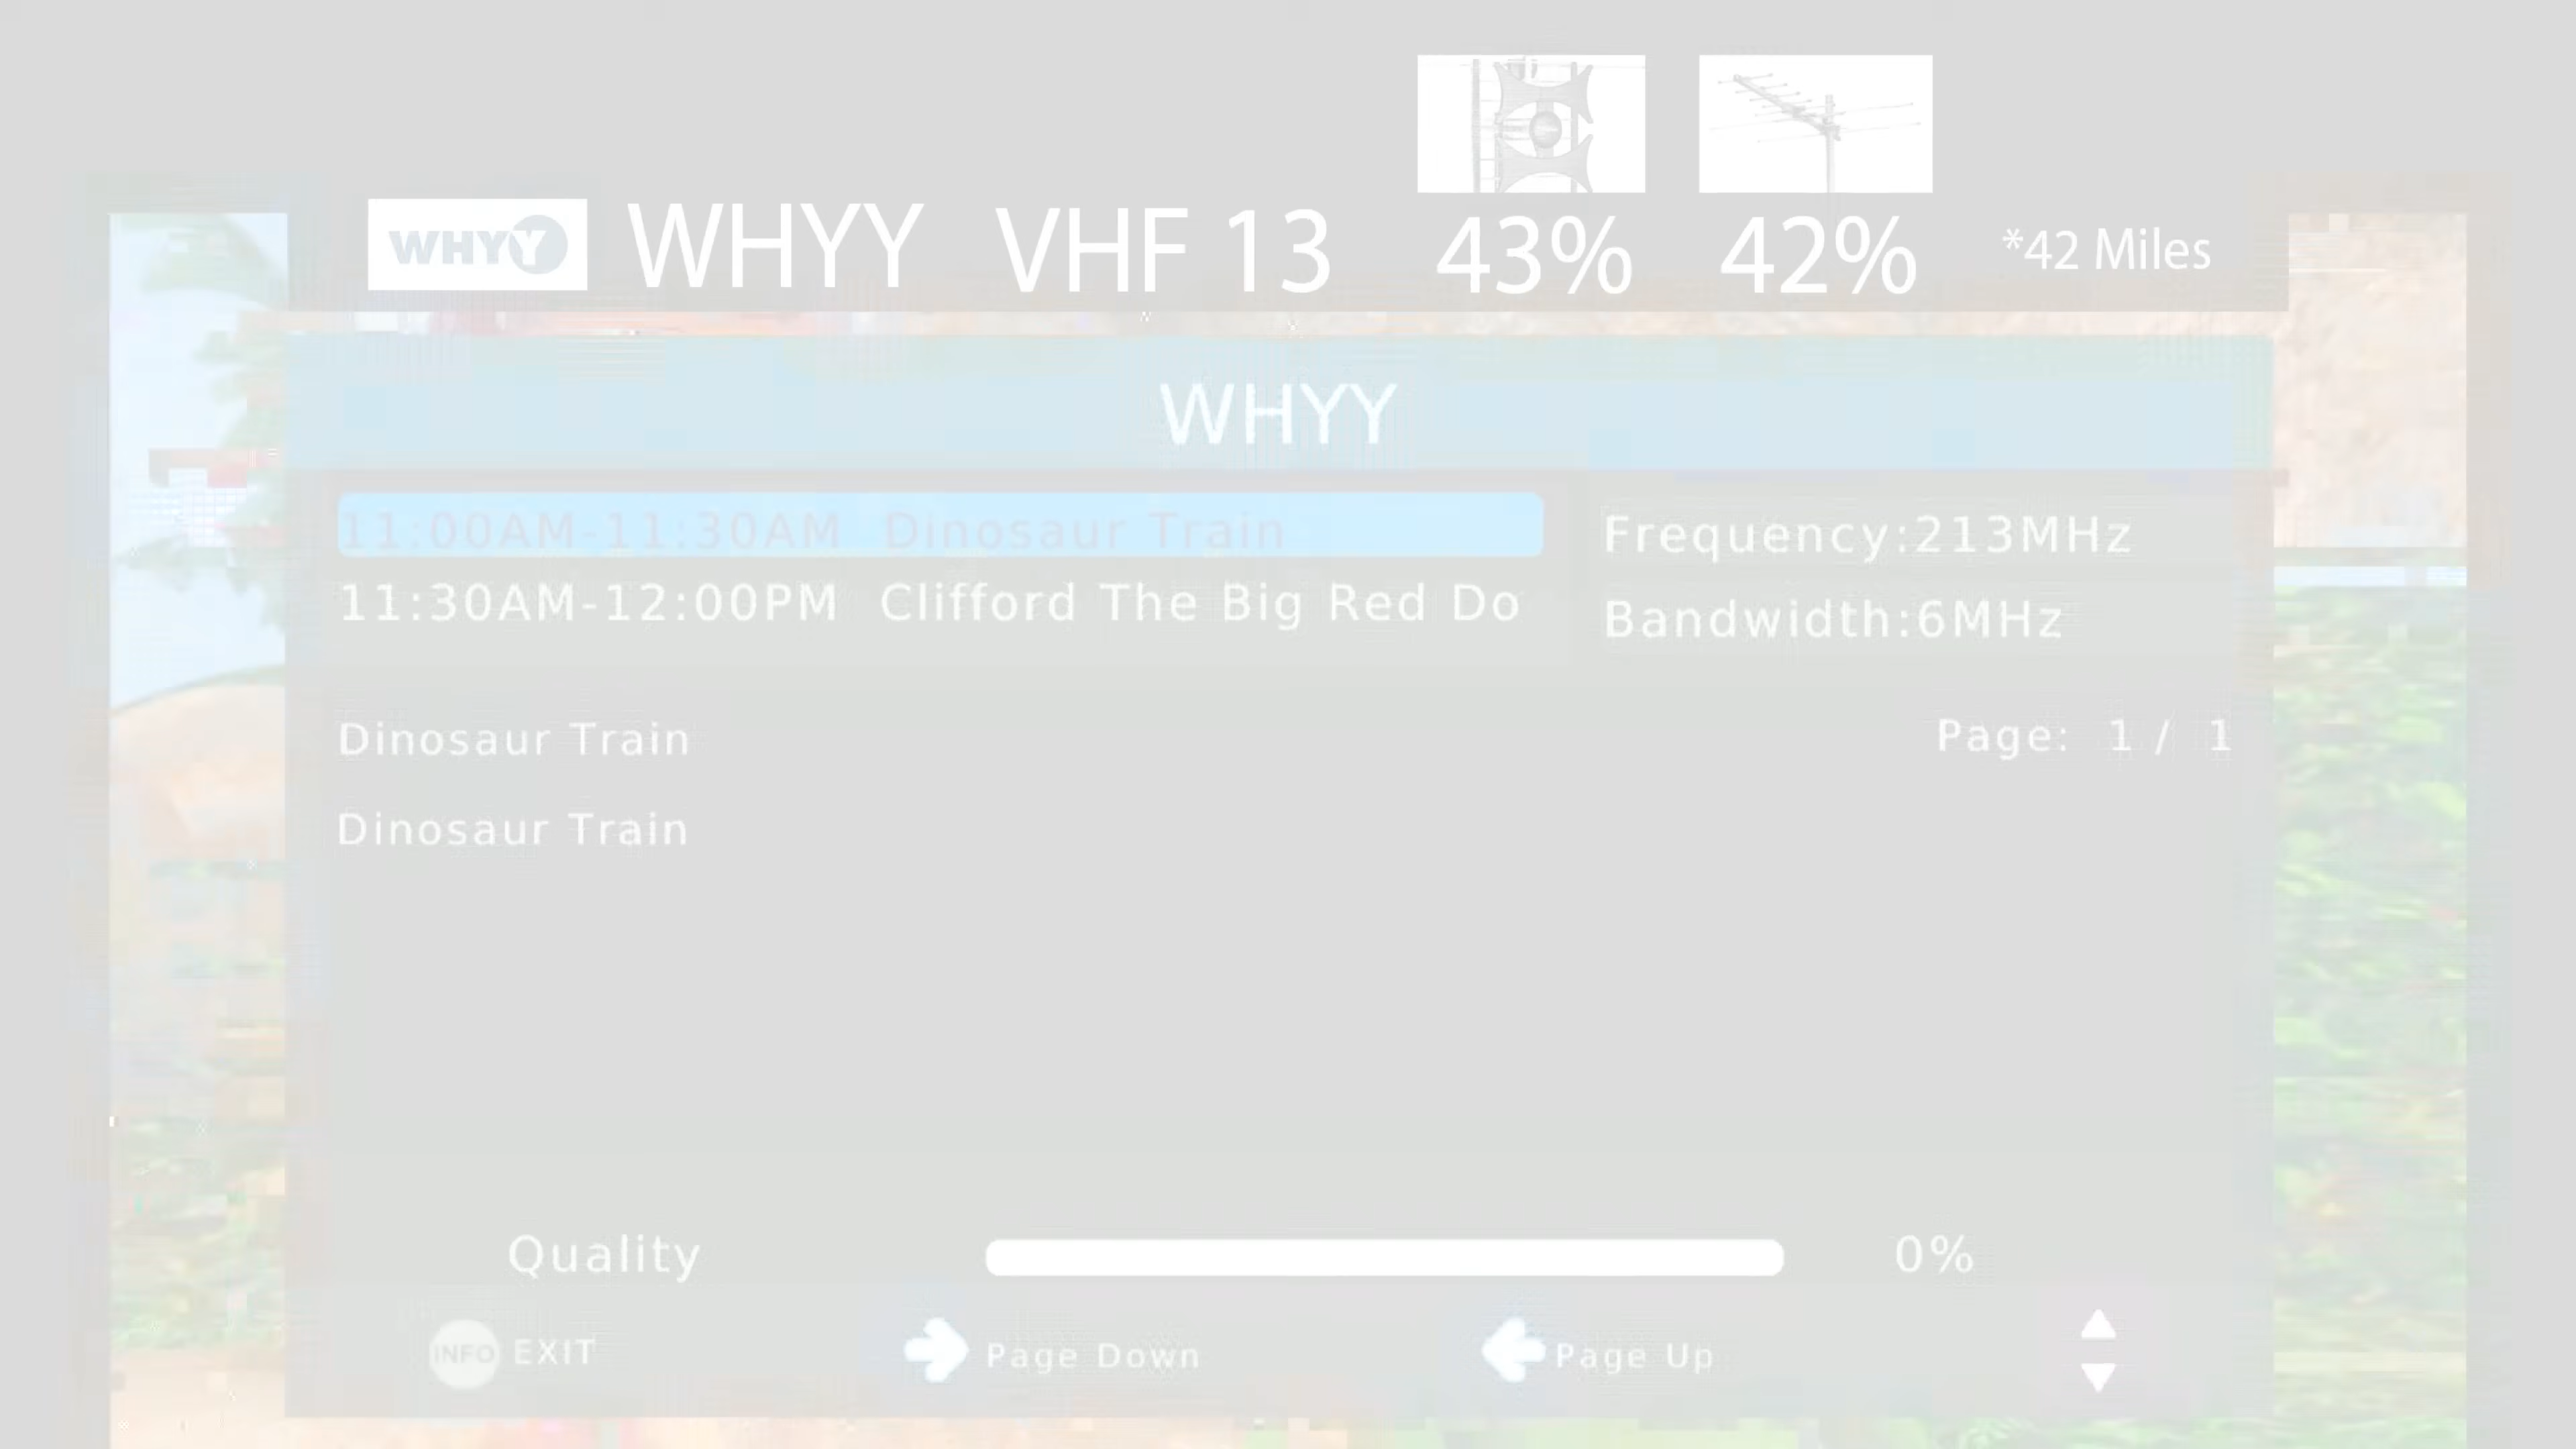 WHYY WHYY VHF 13 43% 42% *42 Miles
WHYY
11:00AM-11:30AM Dinosaur Train
Frequency:213MHz
11:30AM-12:00PM Clifford The Big Red Do
Bandwidth:6MHz
Dinosaur Train
Page: 1 / 1
Dinosaur Train
Quality 0%
INFO EXIT Page Down Page Up